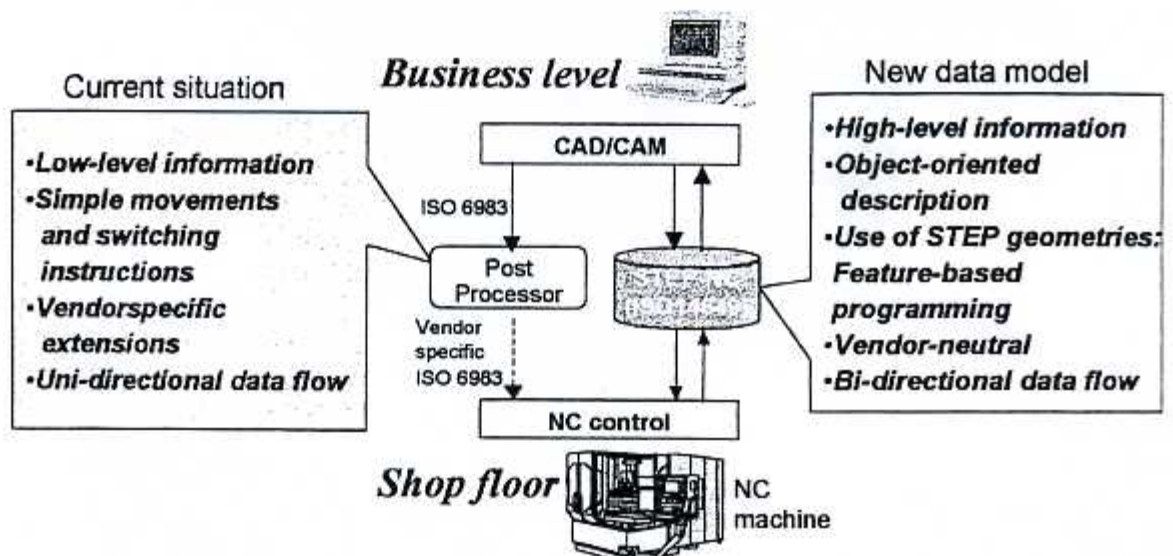 Business level
Current situation
New data model
•Low-level information
•Simple movements
and switching
instructions
•Vendorspecific
extensions
•Uni-directional data flow
CAD/CAM
ISO 6983
Post
Processor
Vendor
specific
ISO 6983
NC control
•High-level information
•Object-oriented
description
•Use of STEP geometries:
Feature-based
programming
•Vendor-neutral
•Bi-directional data flow
Shop floor
NC
machine